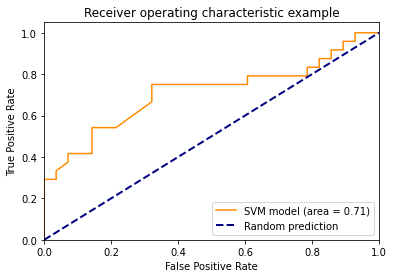 Receiver operating characteristic example
True Positive Rate
1.0
0.8
0.6
0.4
0.2
0.0
SVM model (area = 0.71)
Random prediction
0.0 0.2 0.4 0.6 0.8 1.0
False Positive Rate